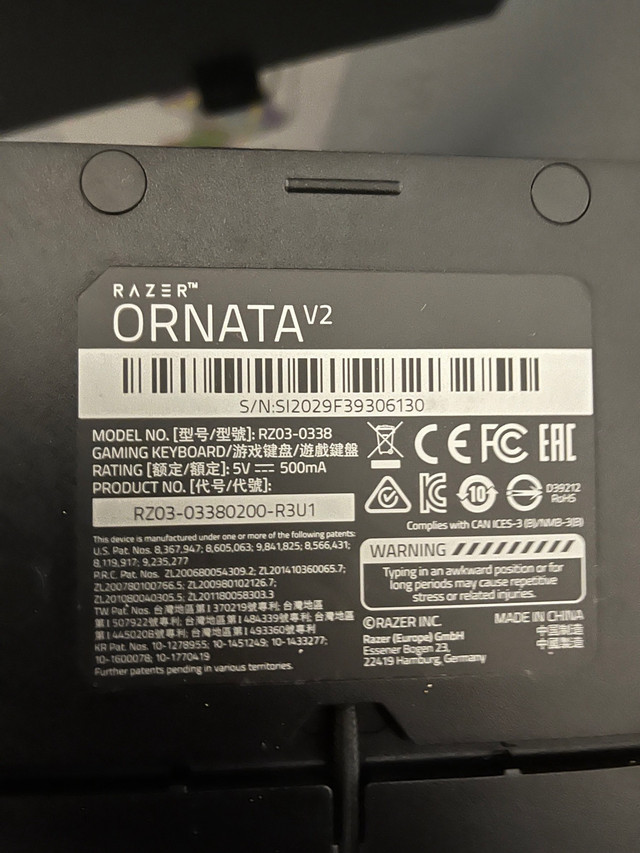 RAZER™
ORNATA V2
S/N:SI2029F39306130
MODEL NO. [型号/型號]: RZ03-0338
GAMING KEYBOARD/游戏键盘/遊戲鍵盤
RATING [额定/額定]: 5V ⎓ 500mA
PRODUCT NO. [代号/代號]:
RZ03-03380200-R3U1
This device is manufactured under one or more of the following patents:
U.S. Pat. Nos. 8,367,947; 8,605,063; 9,841,825; 8,566,431;
8,119,917; 9,235,277
P.R.C. Pat. Nos. ZL200680054309.2; ZL201410360065.7;
ZL200780100766.5; ZL200980102126.7;
ZL201080040305.5; ZL201180058303.3
TW Pat. Nos. 台灣地區第I 370219號專利; 台灣地區
第I 507922號專利; 台灣地區第I 484339號專利; 台灣地區
第I 445020B號專利; 台灣地區第I 493360號專利
KR Pat. Nos. 10-1278955; 10-1451249; 10-1433277;
10-1600078; 10-1770419
Further patents pending in various territories.
CE FC EAC
10
D39212
RoHS
Complies with CAN ICES-3 (B)/NMB-3(B)
WARNING
Typing in an awkward position or for
long periods may cause repetitive
stress or related injuries.
©RAZER INC.
Razer (Europe) GmbH
Essener Bogen 23,
22419 Hamburg, Germany
MADE IN CHINA
中国制造
中國製造